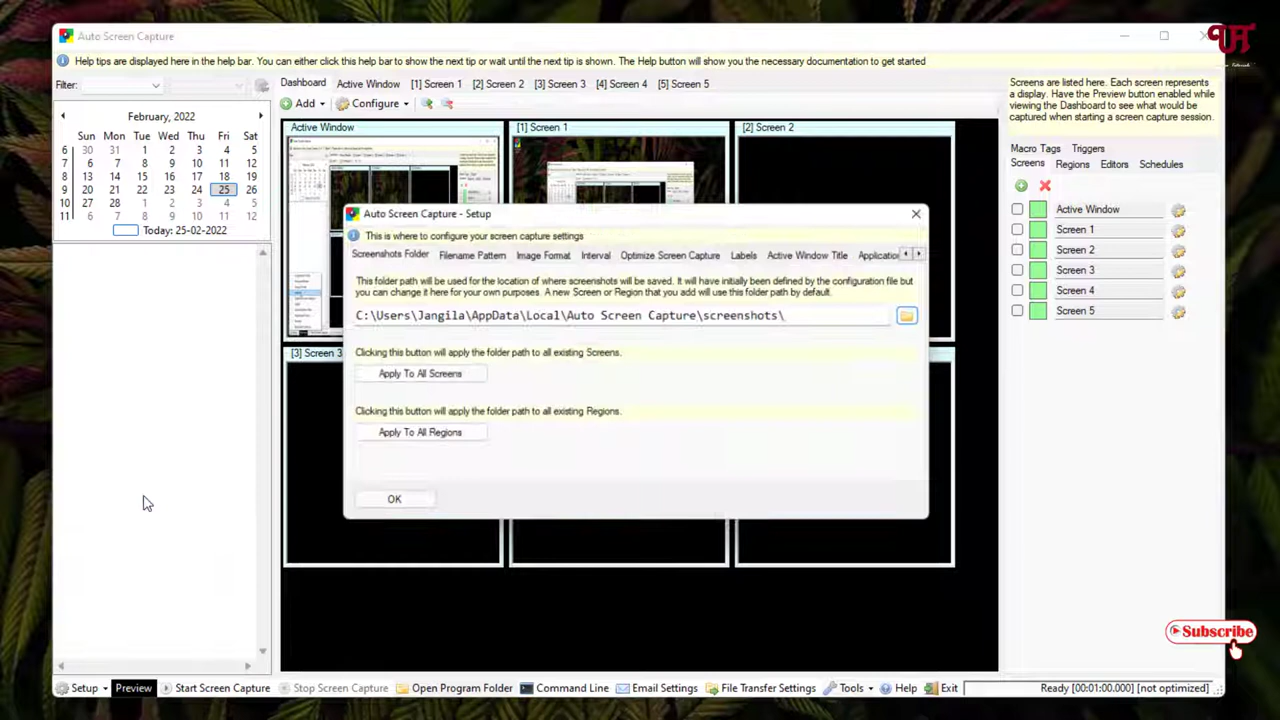 Auto Screen Capture
Help tips are displayed here in the help bar. You can either click this help bar to show the next tip or wait until the next tip is shown. The Help button will show you the necessary documentation to get started
Filter:
February, 2022
Sun Mon Tue Wed Thu Fri Sat
6 30 31 1 2 3 4 5
7 6 7 8 9 10 11 12
8 13 14 15 16 17 18 19
9 20 21 22 23 24 25 26
10 27 28 1 2 3 4 5
11 6 7 8 9 10 11 12
Today: 25-02-2022
Dashboard Active Window [1] Screen 1 [2] Screen 2 [3] Screen 3 [4] Screen 4 [5] Screen 5
Add Configure
Active Window [1] Screen 1 [2] Screen 2
[3] Screen 3
Auto Screen Capture - Setup
This is where to configure your screen capture settings
Screenshots Folder Filename Pattern Image Format Interval Optimize Screen Capture Labels Active Window Title Application
This folder path will be used for the location of where screenshots will be saved. It will have initially been defined by the configuration file but
you can change it here for your own purposes. A new Screen or Region that you add will use this folder path by default.
C:\Users\Jangila\AppData\Local\Auto Screen Capture\screenshots\
Clicking this button will apply the folder path to all existing Screens.
Apply To All Screens
Clicking this button will apply the folder path to all existing Regions.
Apply To All Regions
OK
Screens are listed here. Each screen represents
a display. Have the Preview button enabled while
viewing the Dashboard to see what would be
captured when starting a screen capture session.
Macro Tags Triggers
Screens Regions Editors Schedules
Active Window
Screen 1
Screen 2
Screen 3
Screen 4
Screen 5
Subscribe
Setup Preview Start Screen Capture Stop Screen Capture Open Program Folder Command Line Email Settings File Transfer Settings Tools Help Exit Ready [00:01:00.000] [not optimized]